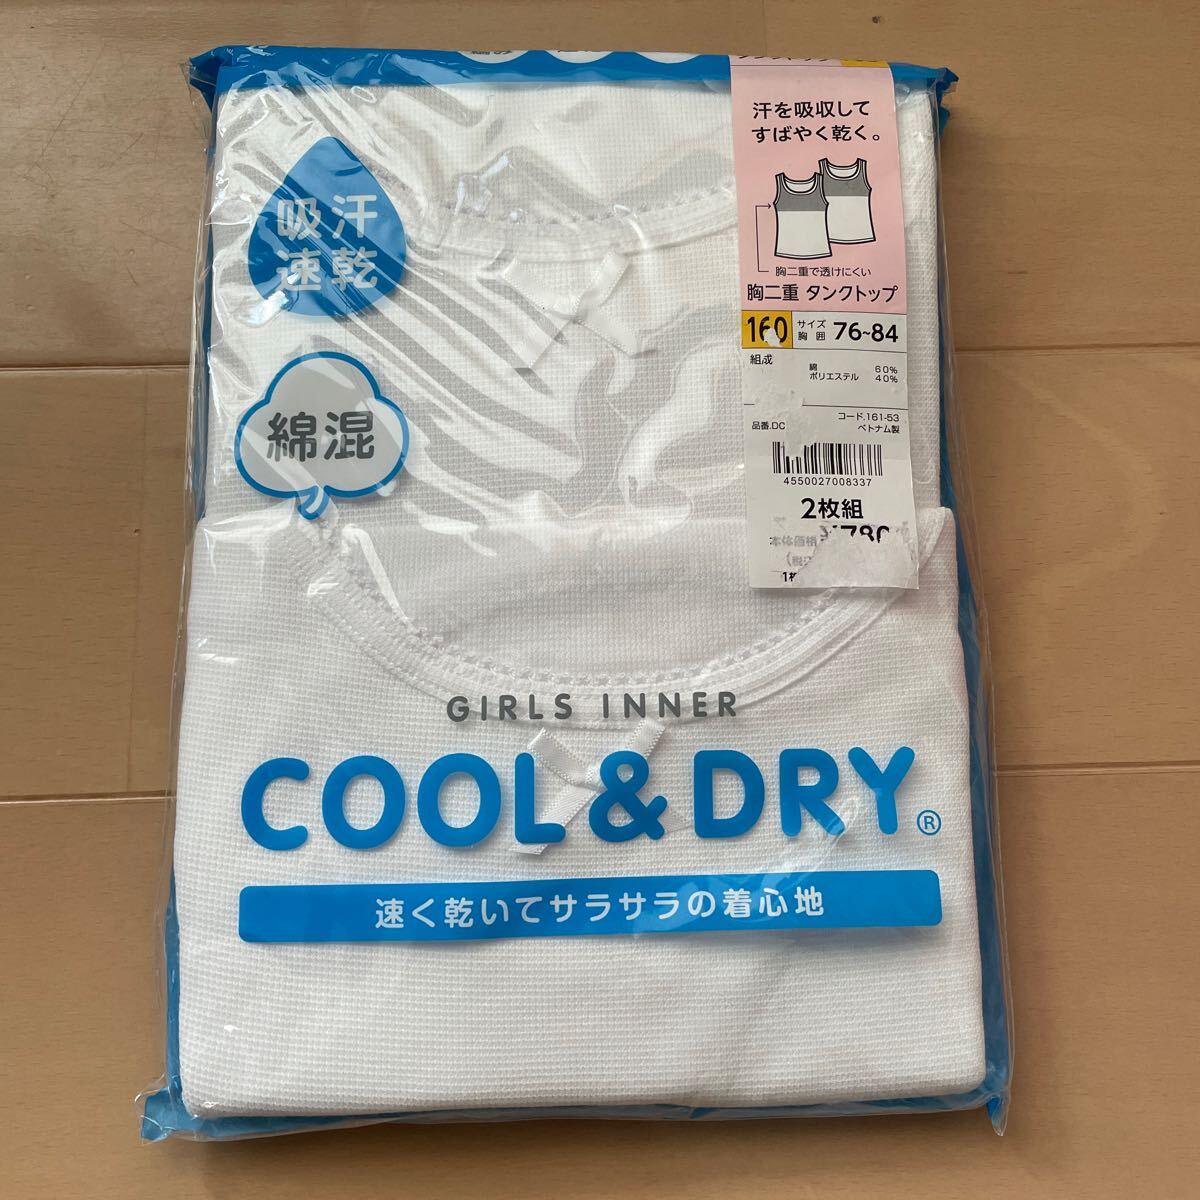 汗を吸収して
すばやく乾く。
胸二重で透けにくい
胸二重 タンクトップ
160 サイズ 胸囲 76~84
組成
綿 60%
ポリエステル 40%
コード.161-53
品番.DC ベトナム製
4550027008337
2枚組
本体価格
吸汗
速乾
綿混
GIRLS INNER
COOL & DRY®
速く乾いてサラサラの着心地